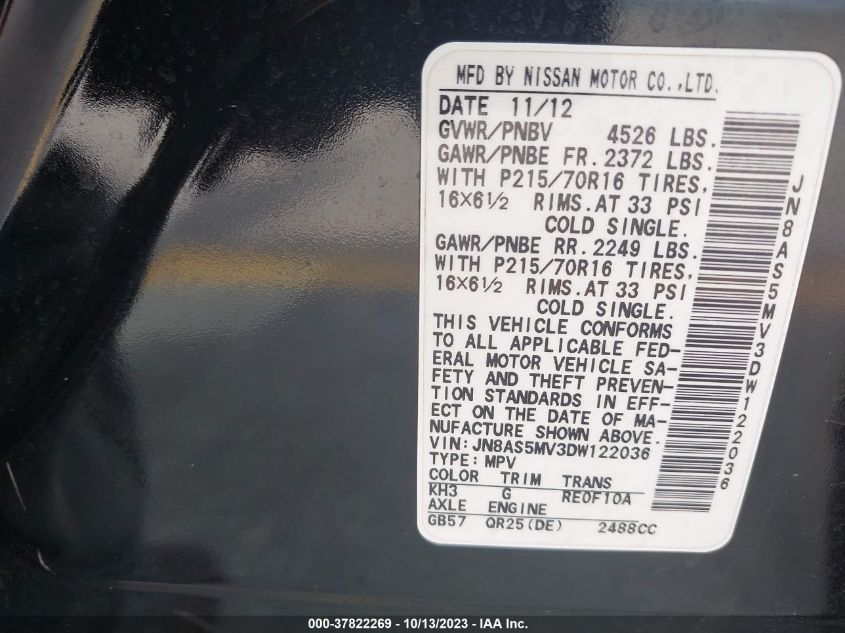 MFD BY NISSAN MOTOR CO.,LTD.
DATE 11/12
GVWR/PNBV 4526 LBS.
GAWR/PNBE FR. 2372 LBS.
WITH P215/70R16 TIRES,
16×6½ RIMS.AT 33 PSI
COLD SINGLE.
GAWR/PNBE RR. 2249 LBS.
WITH P215/70R16 TIRES,
16×6½ RIMS.AT 33 PSI
COLD SINGLE.
THIS VEHICLE CONFORMS
TO ALL APPLICABLE FED-
ERAL MOTOR VEHICLE SA-
FETY AND THEFT PREVEN-
TION STANDARDS IN EFF-
ECT ON THE DATE OF MA-
NUFACTURE SHOWN ABOVE.
VIN: JN8AS5MV3DW122036
TYPE: MPV
COLOR TRIM TRANS
KH3 G RE0F10A
AXLE ENGINE
GB57 QR25(DE) 2488CC
JN8AS5MV3DW122036
000-37822269 - 10/13/2023 - IAA Inc.